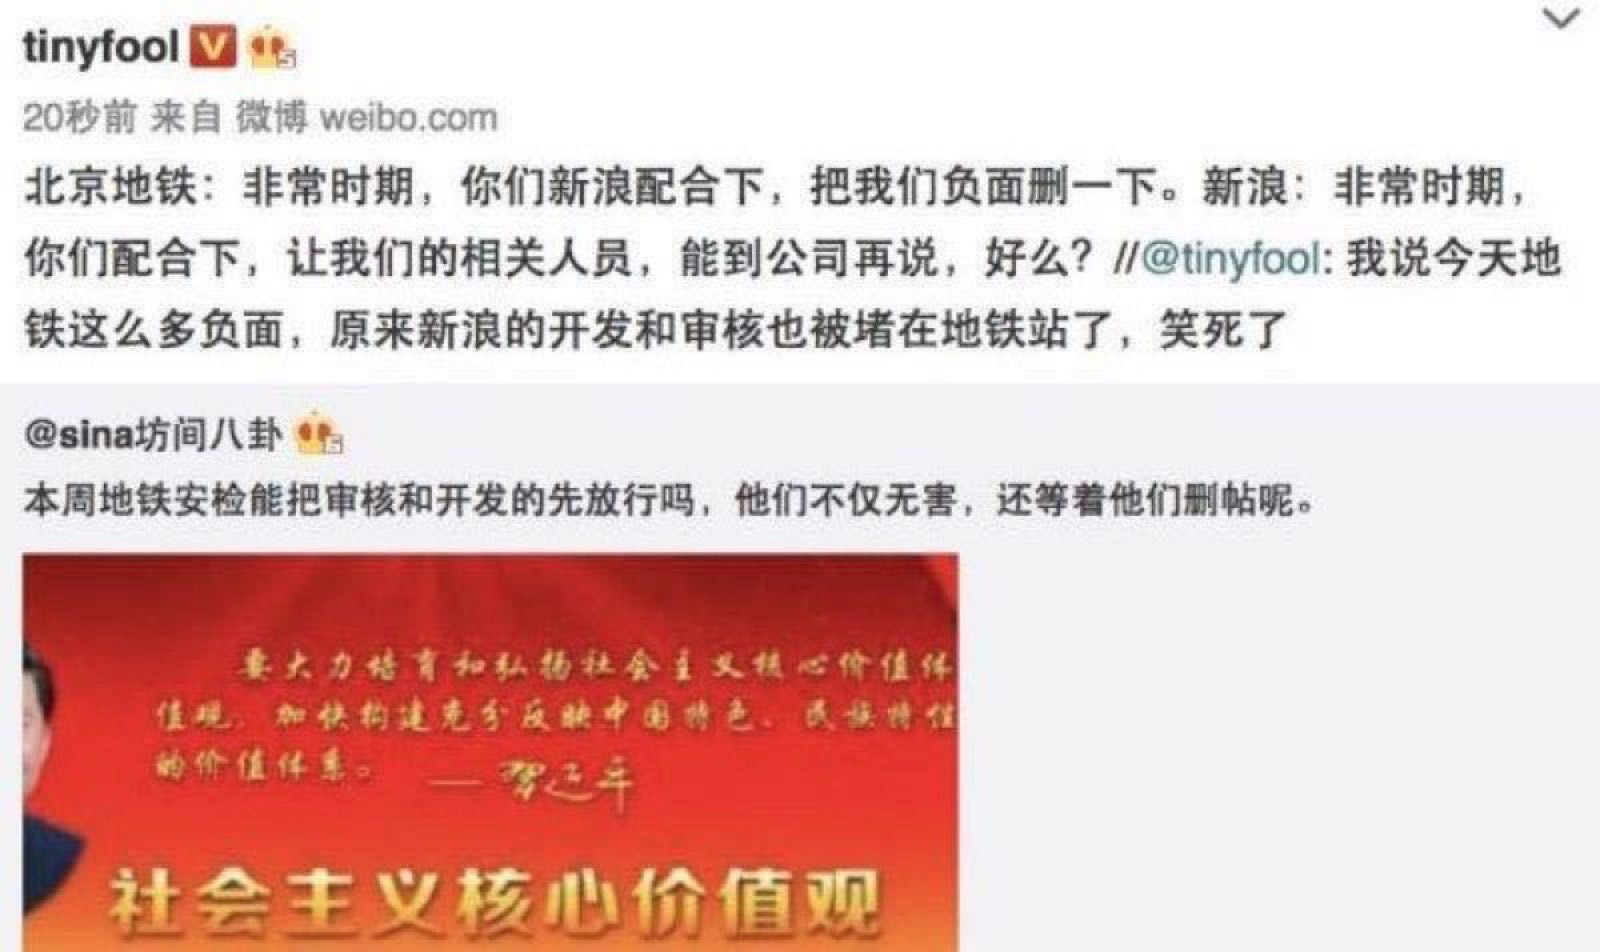 tinyfool V 5
20秒前 来自 微博 weibo.com
北京地铁：非常时期，你们新浪配合下，把我们负面删一下。新浪：非常时期，
你们配合下，让我们的相关人员，能到公司再说，好么？//@tinyfool: 我说今天地
铁这么多负面，原来新浪的开发和审核也被堵在地铁站了，笑死了
@sina坊间八卦 6
本周地铁安检能把审核和开发的先放行吗，他们不仅无害，还等着他们删帖呢。
要大力培育和弘扬社会主义核心价值体
值观，加快构建充分反映中国特色、民族特性
的价值体系。 ——习近平
社会主义核心价值观